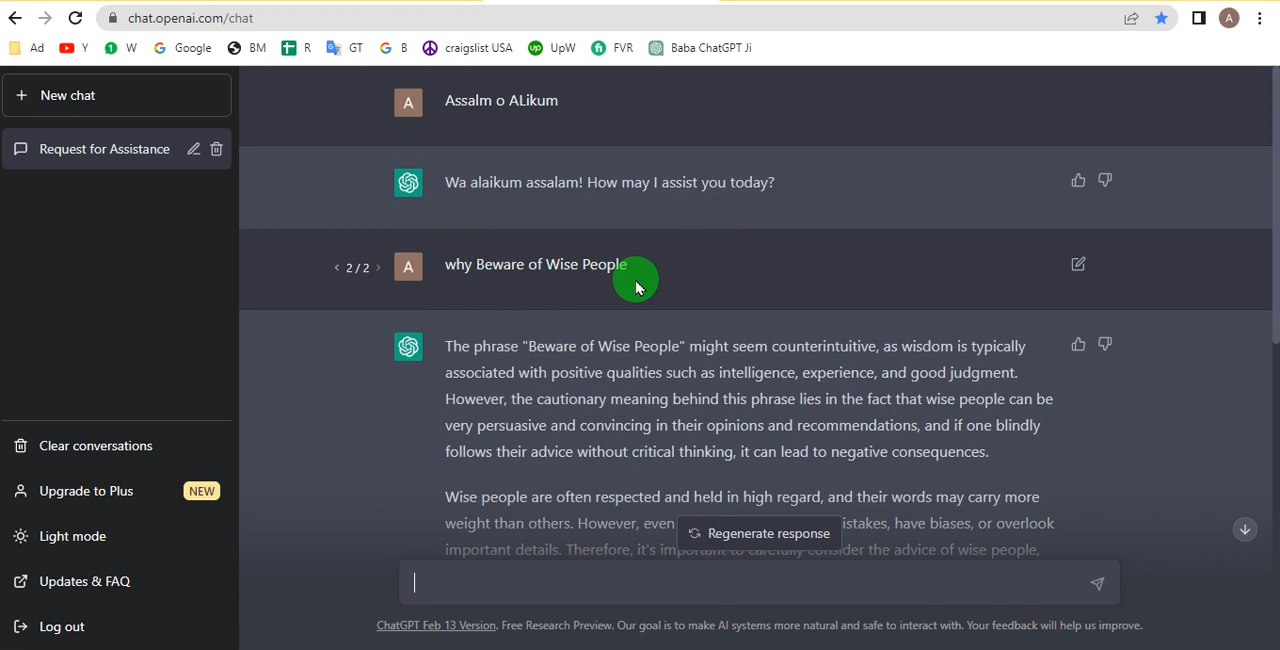 chat.openai.com/chat
A
Ad Y W Google BM R GT B craigslist USA UpW FVR Baba ChatGPT Ji
New chat
Request for Assistance
Clear conversations
Upgrade to Plus NEW
Light mode
Updates & FAQ
Log out
A Assalm o ALikum
Wa alaikum assalam! How may I assist you today?
< 2 / 2 > A why Beware of Wise People
The phrase "Beware of Wise People" might seem counterintuitive, as wisdom is typically
associated with positive qualities such as intelligence, experience, and good judgment.
However, the cautionary meaning behind this phrase lies in the fact that wise people can be
very persuasive and convincing in their opinions and recommendations, and if one blindly
follows their advice without critical thinking, it can lead to negative consequences.
Wise people are often respected and held in high regard, and their words may carry more
weight than others. However, even istakes, have biases, or overlook
Regenerate response
important details. Therefore, it's important to carefully consider the advice of wise people,
ChatGPT Feb 13 Version. Free Research Preview. Our goal is to make AI systems more natural and safe to interact with. Your feedback will help us improve.